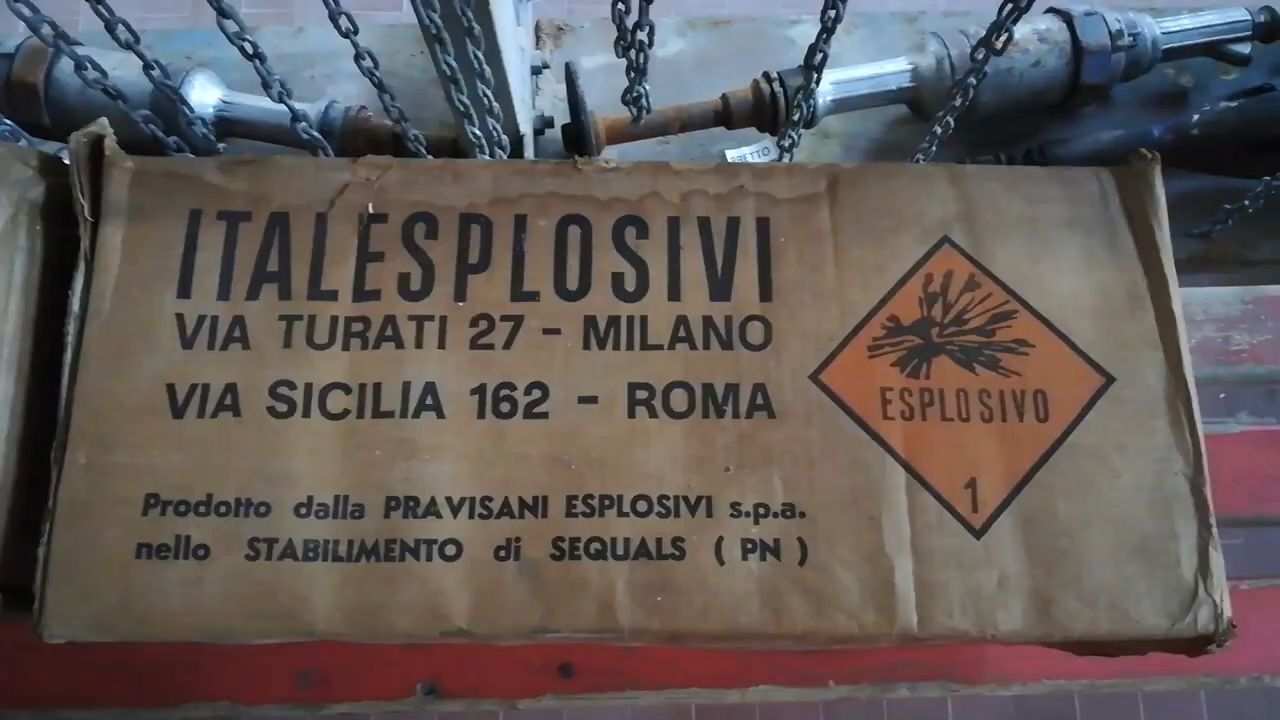 ITALESPLOSIVI
VIA TURATI 27 - MILANO
VIA SICILIA 162 - ROMA
Prodotto dalla PRAVISANI ESPLOSIVI s.p.a.
nello STABILIMENTO di SEQUALS ( PN )
ESPLOSIVO
1